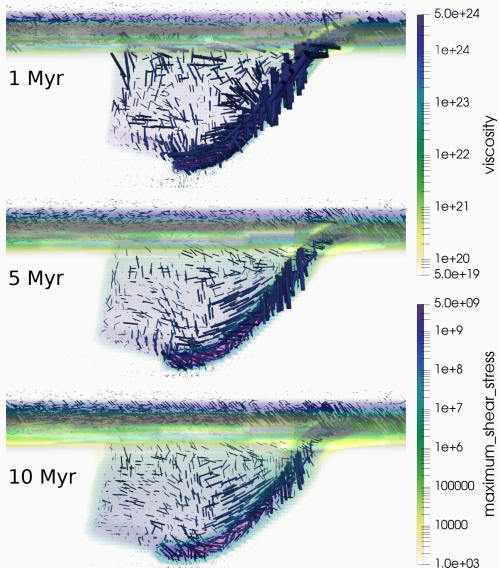 1 Myr
5 Myr
10 Myr
5.0e+24
1e+24
1e+23
1e+22
1e+21
1e+20
5.0e+19
viscosity
5.0e+09
1e+9
1e+8
1e+7
1e+6
100000
10000
1.0e+03
maximum_shear_stress